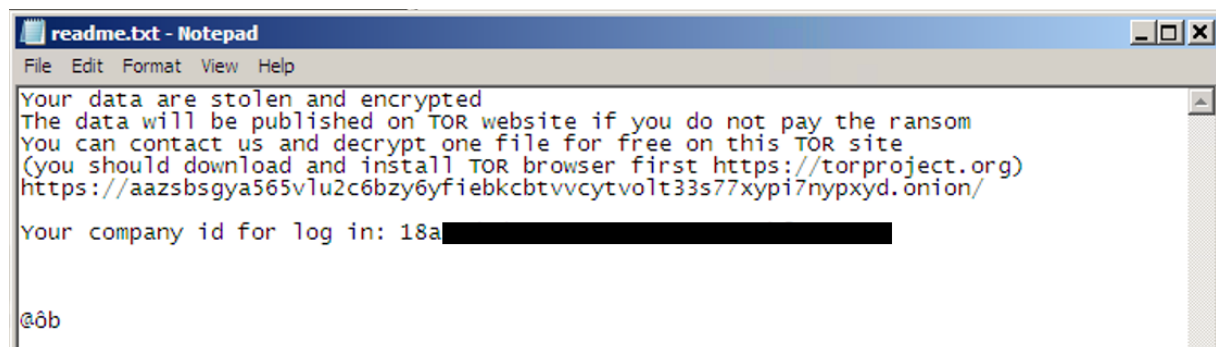 readme.txt - Notepad
File Edit Format View Help
Your data are stolen and encrypted
The data will be published on TOR website if you do not pay the ransom
You can contact us and decrypt one file for free on this TOR site
(you should download and install TOR browser first https://torproject.org)
https://aazsbsgya565vlu2c6bzy6yfiebkcbtvvcytvolt33s77xypi7nypxyd.onion/
Your company id for log in: 18a
@ôb